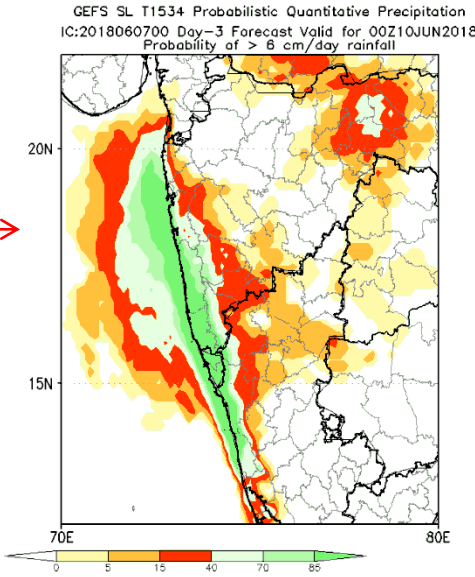 GEFS SL T1534 Probabilistic Quantitative Precipitation
IC:2018060700 Day-3 Forecast Valid for 00Z10JUN2018
Probability of > 6 cm/day rainfall
20N
15N
70E 80E
0 5 15 40 70 85